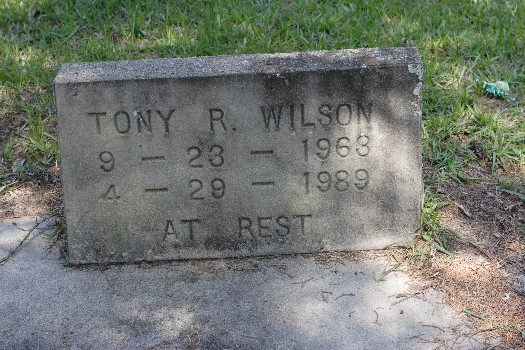 TONY R. WILSON
9 — 23 — 1963
4 — 29 — 1989
AT REST